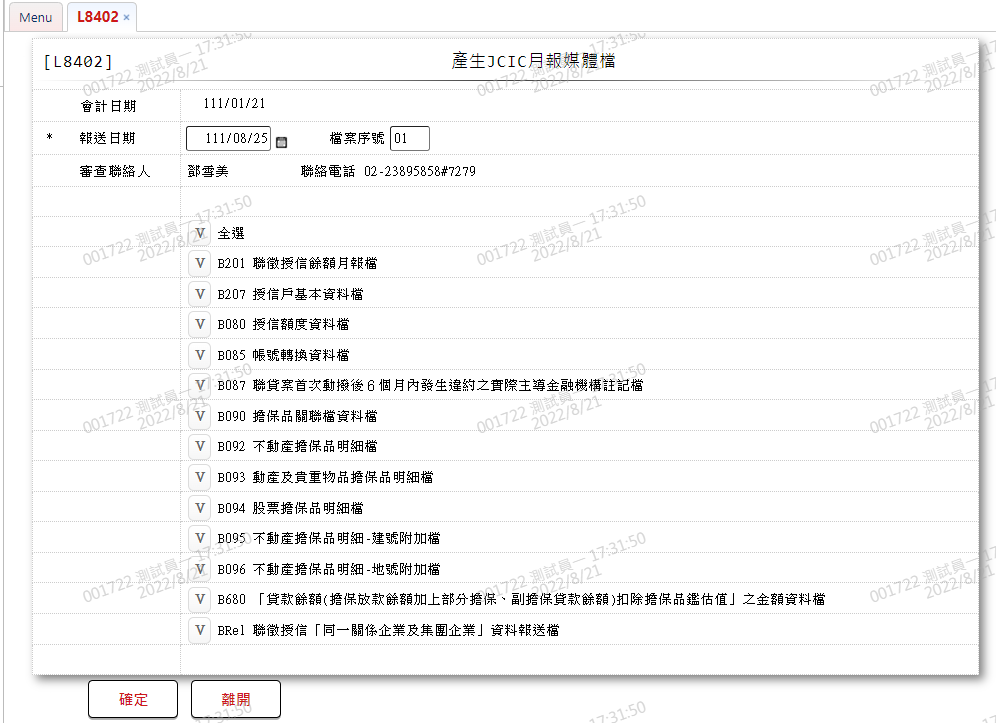 Menu
L8402 ×
[L8402] 產生JCIC月報媒體檔
會計日期 111/01/21
* 報送日期 111/08/25 檔案序號 01
審查聯絡人 鄧雪美 聯絡電話 02-23895858#7279
V 全選
V B201 聯徵授信餘額月報檔
V B207 授信戶基本資料檔
V B080 授信額度資料檔
V B085 帳號轉換資料檔
V B087 聯貸案首次動撥後6個月內發生違約之實際主導金融機構註記檔
V B090 擔保品關聯檔資料檔
V B092 不動產擔保品明細檔
V B093 動產及貴重物品擔保品明細檔
V B094 股票擔保品明細檔
V B095 不動產擔保品明細-建號附加檔
V B096 不動產擔保品明細-地號附加檔
V B680 「貸款餘額(擔保放款餘額加上部分擔保、副擔保貸款餘額)扣除擔保品鑑估值」之金額資料檔
V BRel 聯徵授信「同一關係企業及集團企業」資料報送檔
確定 離開
001722 測試員一 17:31:50
2022/8/21